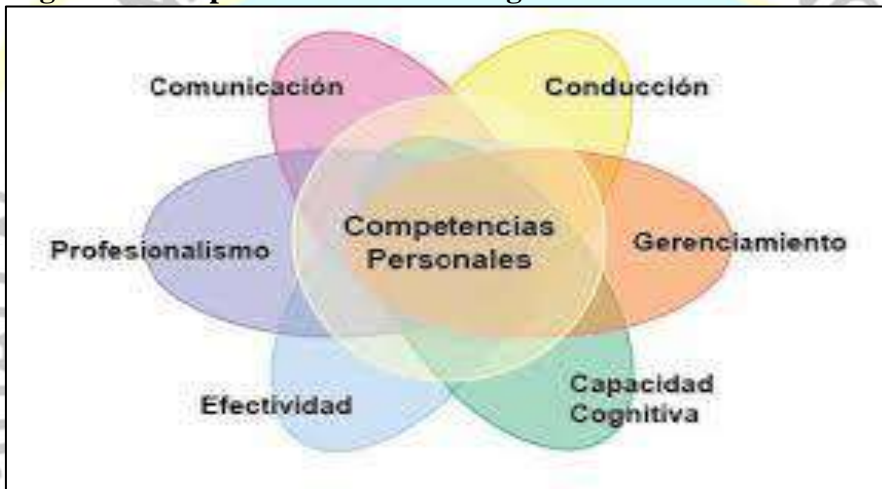 Comunicación
Conducción
Competencias
Personales
Profesionalismo
Gerenciamiento
Efectividad
Capacidad
Cognitiva